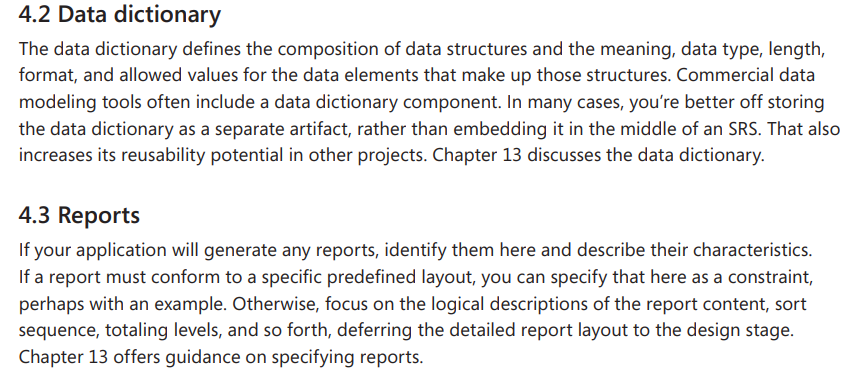 4.2 Data dictionary
The data dictionary defines the composition of data structures and the meaning, data type, length,
format, and allowed values for the data elements that make up those structures. Commercial data
modeling tools often include a data dictionary component. In many cases, you’re better off storing
the data dictionary as a separate artifact, rather than embedding it in the middle of an SRS. That also
increases its reusability potential in other projects. Chapter 13 discusses the data dictionary.
4.3 Reports
If your application will generate any reports, identify them here and describe their characteristics.
If a report must conform to a specific predefined layout, you can specify that here as a constraint,
perhaps with an example. Otherwise, focus on the logical descriptions of the report content, sort
sequence, totaling levels, and so forth, deferring the detailed report layout to the design stage.
Chapter 13 offers guidance on specifying reports.